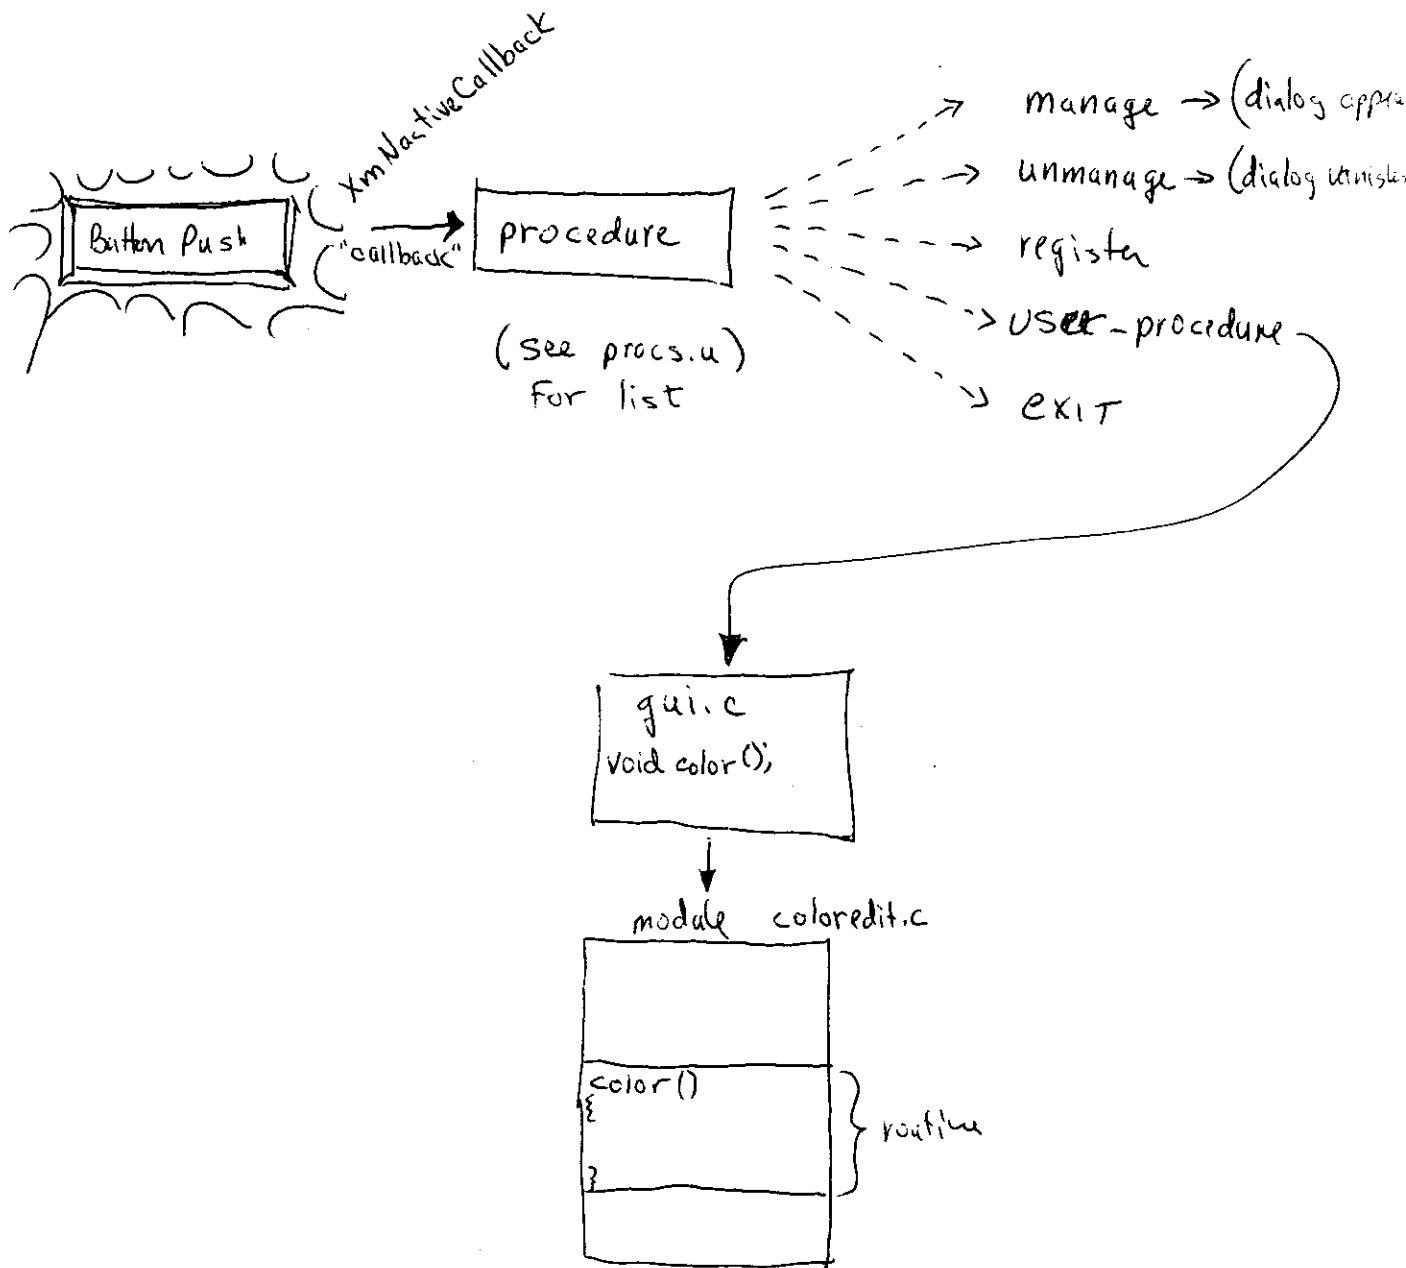 XmNactiveCallback
Button Push
"callback"
procedure
(see procs.u)
For list
manage → (dialog
unmanage → (dialog
register
user-procedure
EXIT
gui.c
void color();
module coloredit.c
color()
{
}
routine